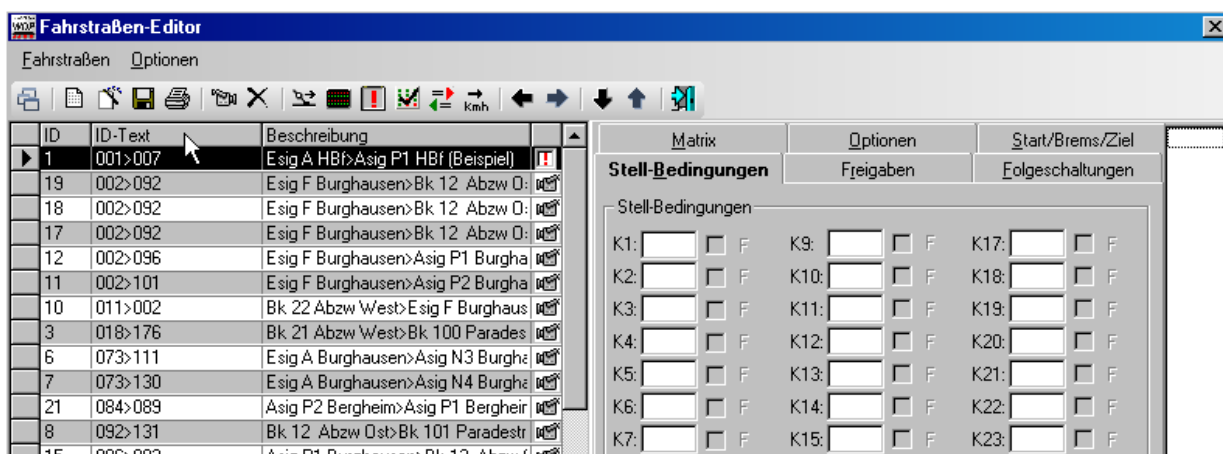 WDP Fahrstraßen-Editor
Fahrstraßen Optionen
Kmh
ID ID-Text Beschreibung
1 001>007 Esig A HBf>Asig P1 HBf (Beispiel)
19 002>092 Esig F Burghausen>Bk 12 Abzw O
18 002>092 Esig F Burghausen>Bk 12 Abzw O
17 002>092 Esig F Burghausen>Bk 12 Abzw O
12 002>096 Esig F Burghausen>Asig P1 Burgha
11 002>101 Esig F Burghausen>Asig P2 Burgha
10 011>002 Bk 22 Abzw West>Esig F Burghaus
3 018>176 Bk 21 Abzw West>Bk 100 Parades
6 073>111 Esig A Burghausen>Asig N3 Burgha
7 073>130 Esig A Burghausen>Asig N4 Burgha
21 084>089 Asig P2 Bergheim>Asig P1 Bergheir
8 092>131 Bk 12 Abzw Ost>Bk 101 Paradestr
Matrix Optionen Start/Brems/Ziel
Stell-Bedingungen Freigaben Folgeschaltungen
Stell-Bedingungen
K1: F K9: F K17: F
K2: F K10: F K18: F
K3: F K11: F K19: F
K4: F K12: F K20: F
K5: F K13: F K21: F
K6: F K14: F K22: F
K7: F K15: F K23: F